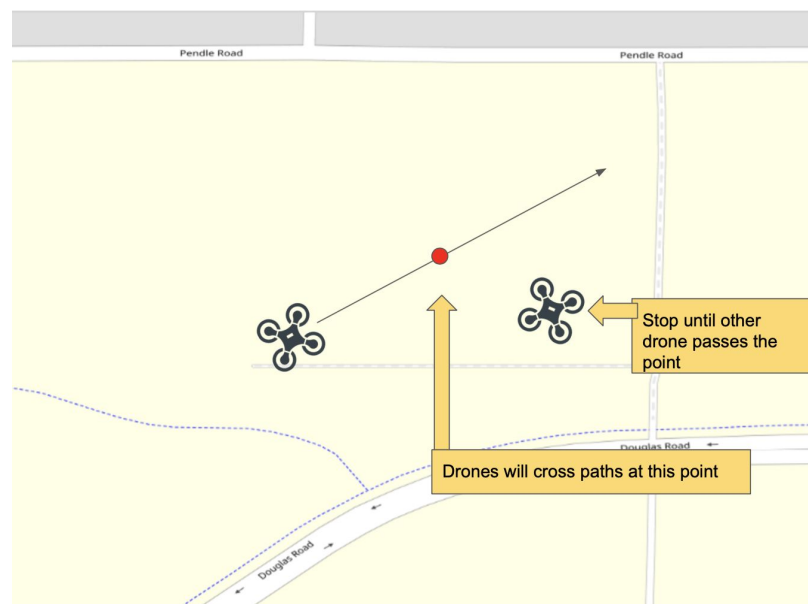 Pendle Road
Pendle Road
Stop until other
drone passes the
point
Douglas Road
Drones will cross paths at this point
Douglas Road